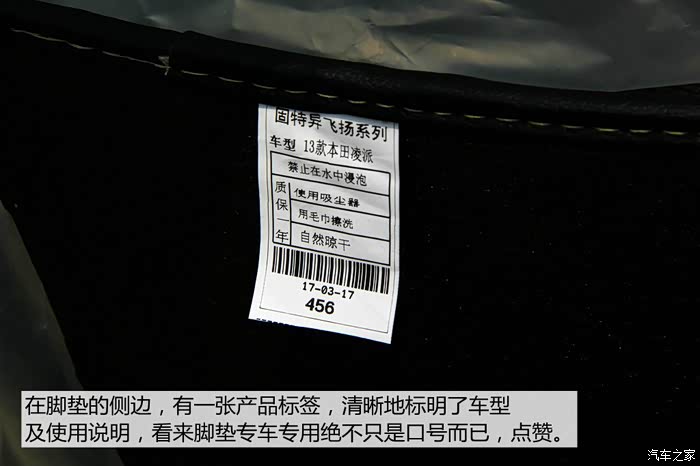 固特异飞扬系列
车型 13款本田凌派
禁止在水中浸泡
质保一年
使用吸尘器
用毛巾擦洗
自然晾干
17-03-17
456
在脚垫的侧边，有一张产品标签，清晰地标明了车型
及使用说明，看来脚垫专车专用绝不只是口号而已，点赞。
汽车之家